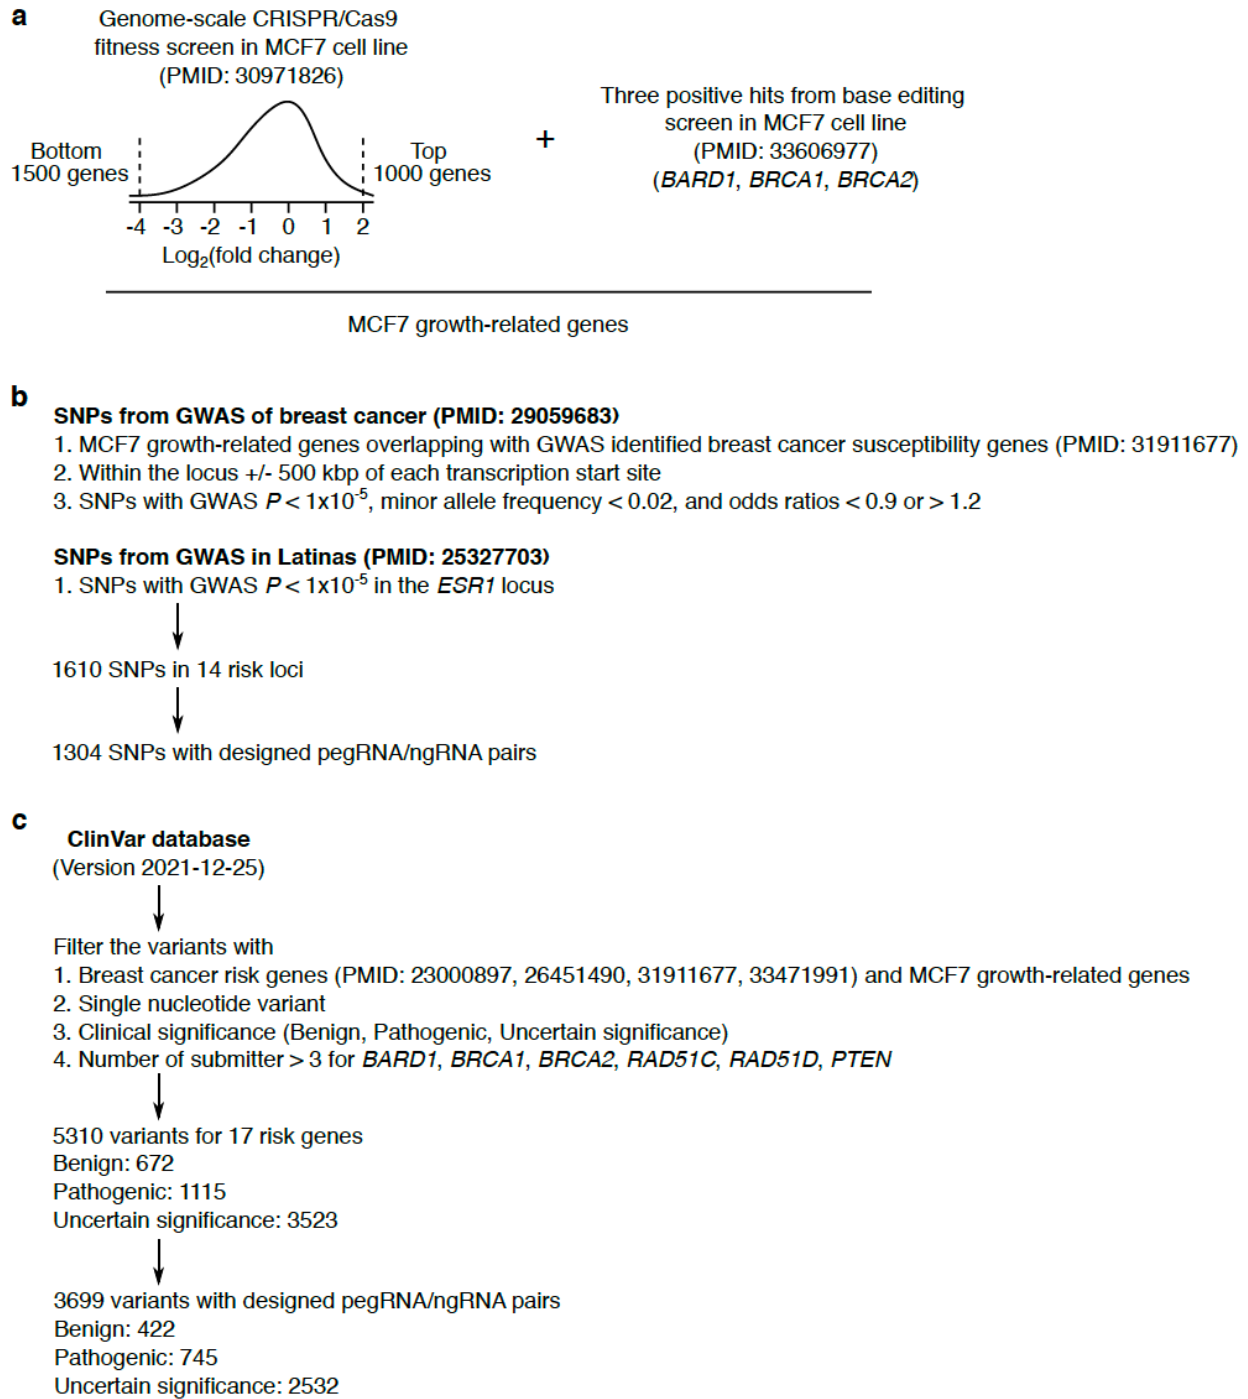 a
Genome-scale CRISPR/Cas9
fitness screen in MCF7 cell line
(PMID: 30971826)
Bottom
1500 genes
Top
1000 genes
-4 -3 -2 -1 0 1 2
Log₂(fold change)
+
Three positive hits from base editing
screen in MCF7 cell line
(PMID: 33606977)
(BARD1, BRCA1, BRCA2)
MCF7 growth-related genes
b
SNPs from GWAS of breast cancer (PMID: 29059683)
1. MCF7 growth-related genes overlapping with GWAS identified breast cancer susceptibility genes (PMID: 31911677)
2. Within the locus +/- 500 kbp of each transcription start site
3. SNPs with GWAS P < 1x10⁻⁵, minor allele frequency < 0.02, and odds ratios < 0.9 or > 1.2
SNPs from GWAS in Latinas (PMID: 25327703)
1. SNPs with GWAS P < 1x10⁻⁵ in the ESR1 locus
1610 SNPs in 14 risk loci
1304 SNPs with designed pegRNA/ngRNA pairs
c
ClinVar database
(Version 2021-12-25)
Filter the variants with
1. Breast cancer risk genes (PMID: 23000897, 26451490, 31911677, 33471991) and MCF7 growth-related genes
2. Single nucleotide variant
3. Clinical significance (Benign, Pathogenic, Uncertain significance)
4. Number of submitter > 3 for BARD1, BRCA1, BRCA2, RAD51C, RAD51D, PTEN
5310 variants for 17 risk genes
Benign: 672
Pathogenic: 1115
Uncertain significance: 3523
3699 variants with designed pegRNA/ngRNA pairs
Benign: 422
Pathogenic: 745
Uncertain significance: 2532